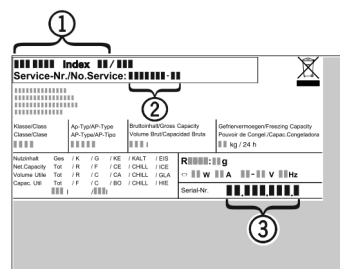 1
Index /
Service-Nr./No.Service: -
2
Klasse/Class
Classe/Clase
Ap-Typ/AP-Type
AP-Type/AP-Tipo
Bruttoinhalt/Gross Capacity
Volume Brut/Capacidad Bruta
l
Gefriervermoegen/Freezing Capacity
Pouvoir de Congel./Capac.Congeladora
kg / 24 h
Nutzinhalt Ges / K / G / KE / KALT / EIS
Net.Capacity Tot / R / F / CE / CHILL / ICE
Volume Utile Tot / R / C / CA / CHILL / GLA
Capac. Util Tot / F / C / BO / CHILL / HIE
l / l
R : g
W A - V Hz
Serial-Nr. . . .
3